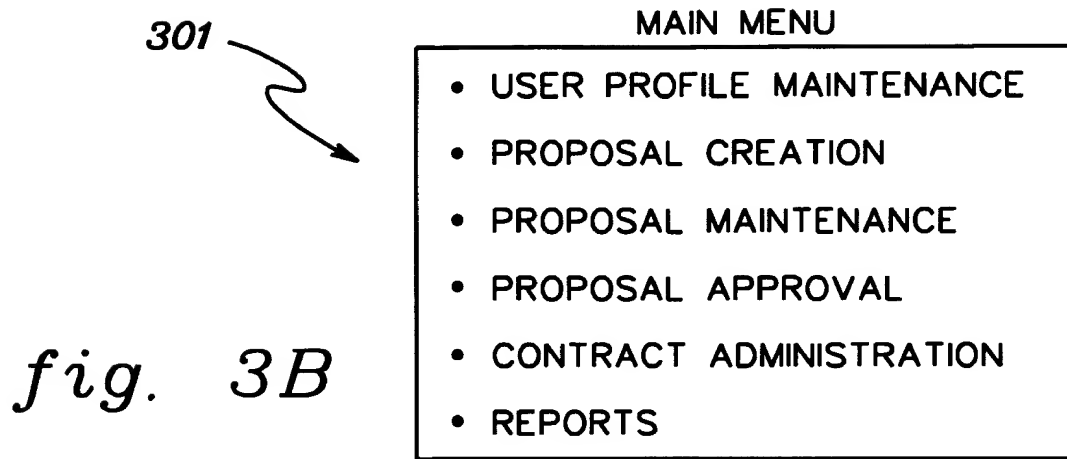 301
MAIN MENU
• USER PROFILE MAINTENANCE
• PROPOSAL CREATION
• PROPOSAL MAINTENANCE
• PROPOSAL APPROVAL
• CONTRACT ADMINISTRATION
• REPORTS
fig. 3B